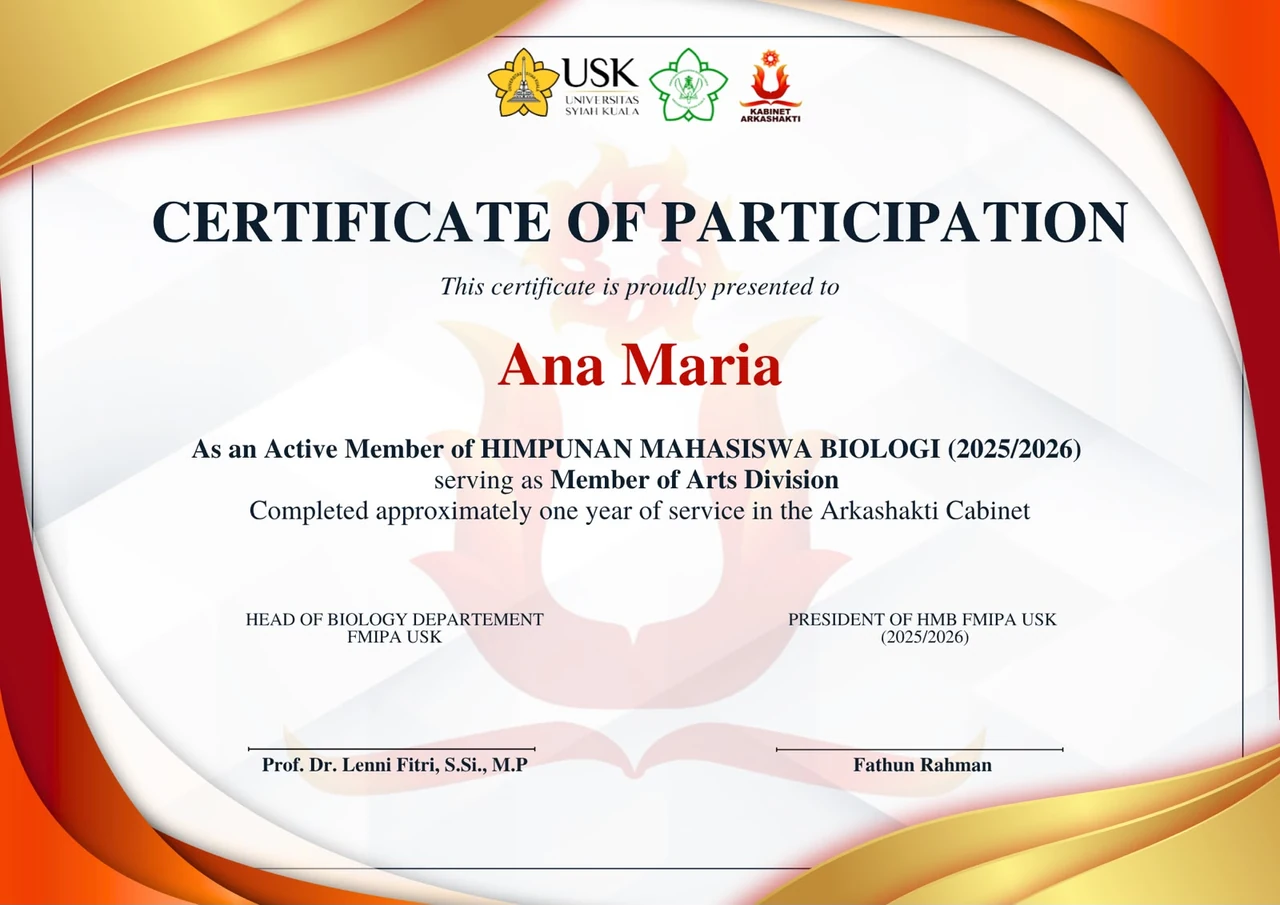 USK
UNIVERSITAS
SYIAH KUALA
KABINET
ARKASHAKTI
CERTIFICATE OF PARTICIPATION
This certificate is proudly presented to
Ana Maria
As an Active Member of HIMPUNAN MAHASISWA BIOLOGI (2025/2026)
serving as Member of Arts Division
Completed approximately one year of service in the Arkashakti Cabinet
HEAD OF BIOLOGY DEPARTEMENT
FMIPA USK
PRESIDENT OF HMB FMIPA USK
(2025/2026)
Prof. Dr. Lenni Fitri, S.Si., M.P
Fathun Rahman